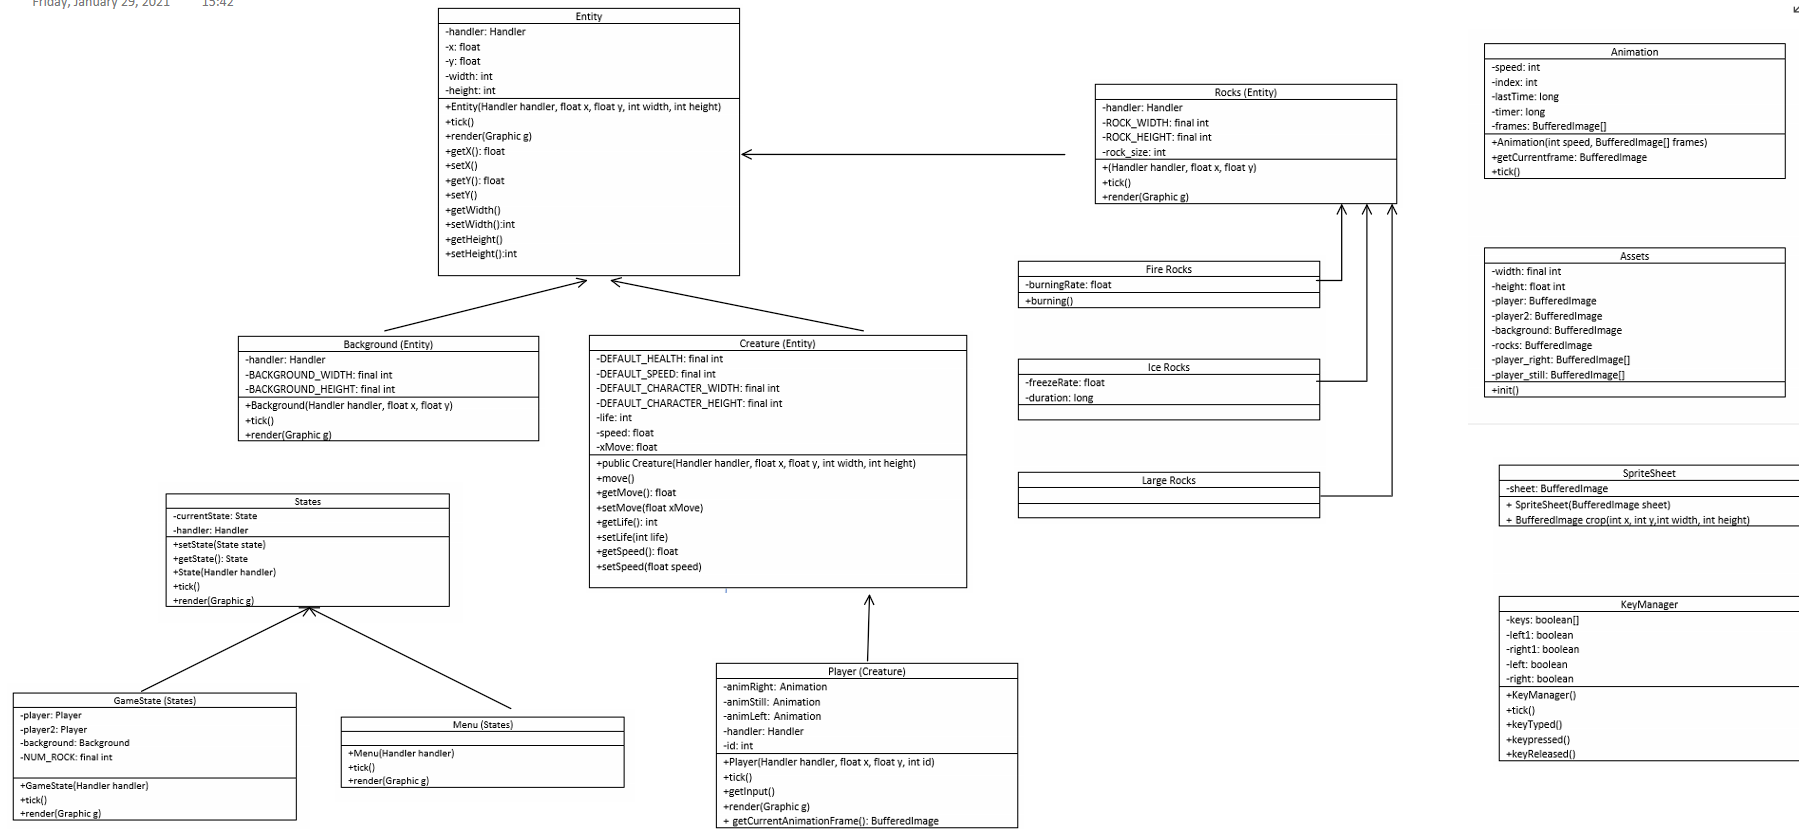 Friday, January 29, 2021 15:42
Entity
-handler: Handler
-x: float
-y: float
-width: int
-height: int
+Entity(Handler handler, float x, float y, int width, int height)
+tick()
+render(Graphic g)
+getX(): float
+setX()
+getY(): float
+setY()
+getWidth()
+setWidth():int
+getHeight()
+setHeight():int
Rocks (Entity)
-handler: Handler
-ROCK_WIDTH: final int
-ROCK_HEIGHT: final int
-rock_size: int
+(Handler handler, float x, float y)
+tick()
+render(Graphic g)
Animation
-speed: int
-index: int
-lastTime: long
-timer: long
-frames: BufferedImage[]
+Animation(int speed, BufferedImage[] frames)
+getCurrentframe: BufferedImage
+tick()
Fire Rocks
-burningRate: float
+burning()
Assets
-width: final int
-height: float int
-player: BufferedImage
-player2: BufferedImage
-background: BufferedImage
-rocks: BufferedImage
-player_right: BufferedImage[]
-player_still: BufferedImage[]
+init()
Background (Entity)
-handler: Handler
-BACKGROUND_WIDTH: final int
-BACKGROUND_HEIGHT: final int
+Background(Handler handler, float x, float y)
+tick()
+render(Graphic g)
Creature (Entity)
-DEFAULT_HEALTH: final int
-DEFAULT_SPEED: final int
-DEFAULT_CHARACTER_WIDTH: final int
-DEFAULT_CHARACTER_HEIGHT: final int
-life: int
-speed: float
-xMove: float
+public Creature(Handler handler, float x, float y, int width, int height)
+move()
+getMove(): float
+setMove(float xMove)
+getLife(): int
+setLife(int life)
+getSpeed(): float
+setSpeed(float speed)
Ice Rocks
-freezeRate: float
-duration: long
Large Rocks
SpriteSheet
-sheet: BufferedImage
+ SpriteSheet(BufferedImage sheet)
+ BufferedImage crop(int x, int y,int width, int height)
States
-currentState: State
-handler: Handler
+setState(State state)
+getState(): State
+State(Handler handler)
+tick()
+render(Graphic g)
KeyManager
-keys: boolean[]
-left1: boolean
-right1: boolean
-left: boolean
-right: boolean
+KeyManager()
+tick()
+keyTyped()
+keypressed()
+keyReleased()
GameState (States)
-player: Player
-player2: Player
-background: Background
-NUM_ROCK: final int
+GameState(Handler handler)
+tick()
+render(Graphic g)
Menu (States)
+Menu(Handler handler)
+tick()
+render(Graphic g)
Player (Creature)
-animRight: Animation
-animStill: Animation
-animLeft: Animation
-handler: Handler
-id: int
+Player(Handler handler, float x, float y, int id)
+tick()
+getInput()
+render(Graphic g)
+ getCurrentAnimationFrame(): BufferedImage